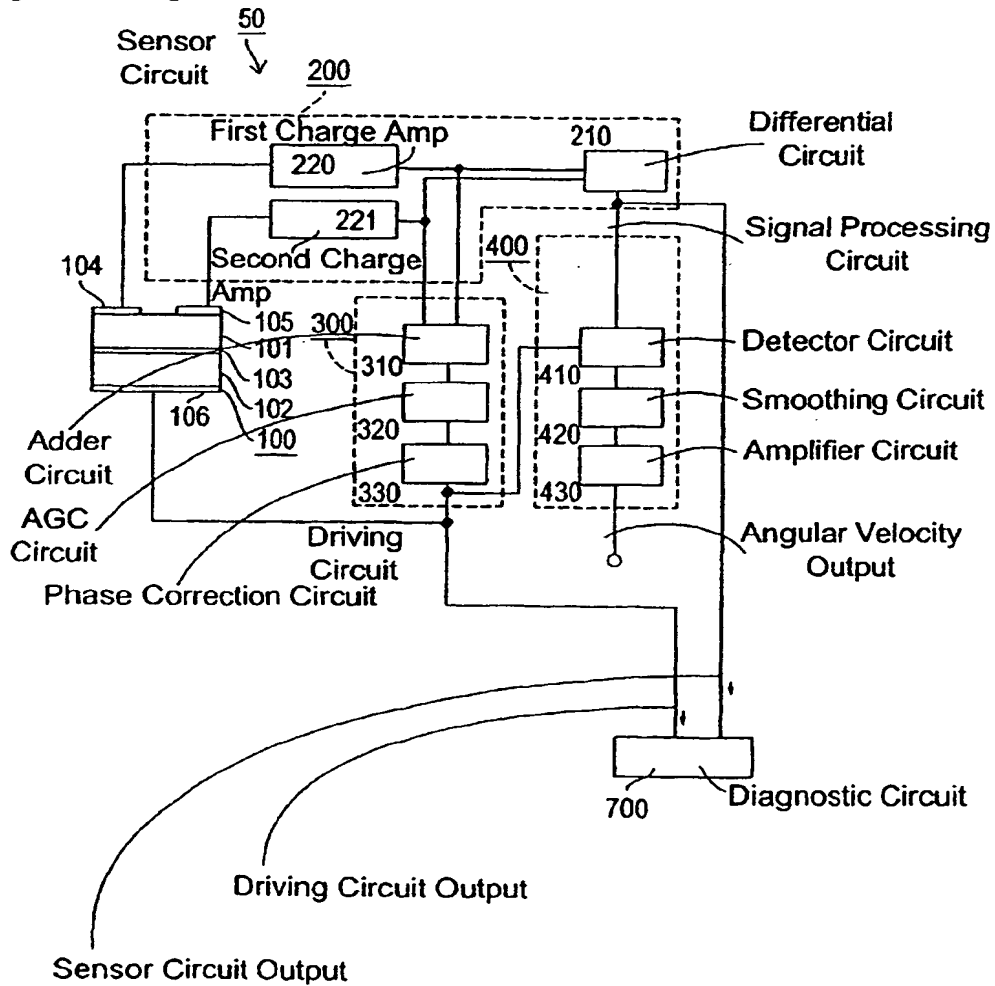 50
Sensor
Circuit
200
First Charge Amp
220
210
Differential
Circuit
221
Second Charge
Amp
400
Signal Processing
Circuit
104
105
101
103
102
106
100
300
310
320
330
410
Detector Circuit
420
Smoothing Circuit
430
Amplifier Circuit
Adder
Circuit
AGC
Circuit
Driving
Circuit
Phase Correction Circuit
Angular Velocity
Output
700
Diagnostic Circuit
Driving Circuit Output
Sensor Circuit Output